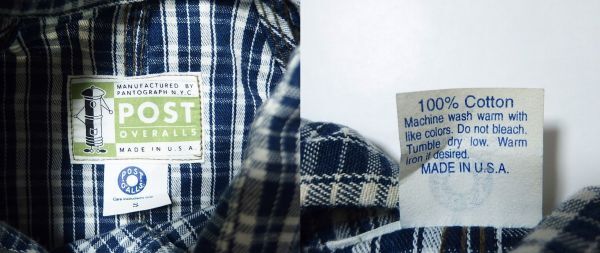 MANUFACTURED BY
PANTOGRAPH N.Y.C
POST
OVERALLS
MADE IN U.S.A.
POST
O'ALLS
S
100% Cotton
Machine wash warm with
like colors. Do not bleach.
Tumble dry low. Warm
iron if desired.
MADE IN U.S.A.